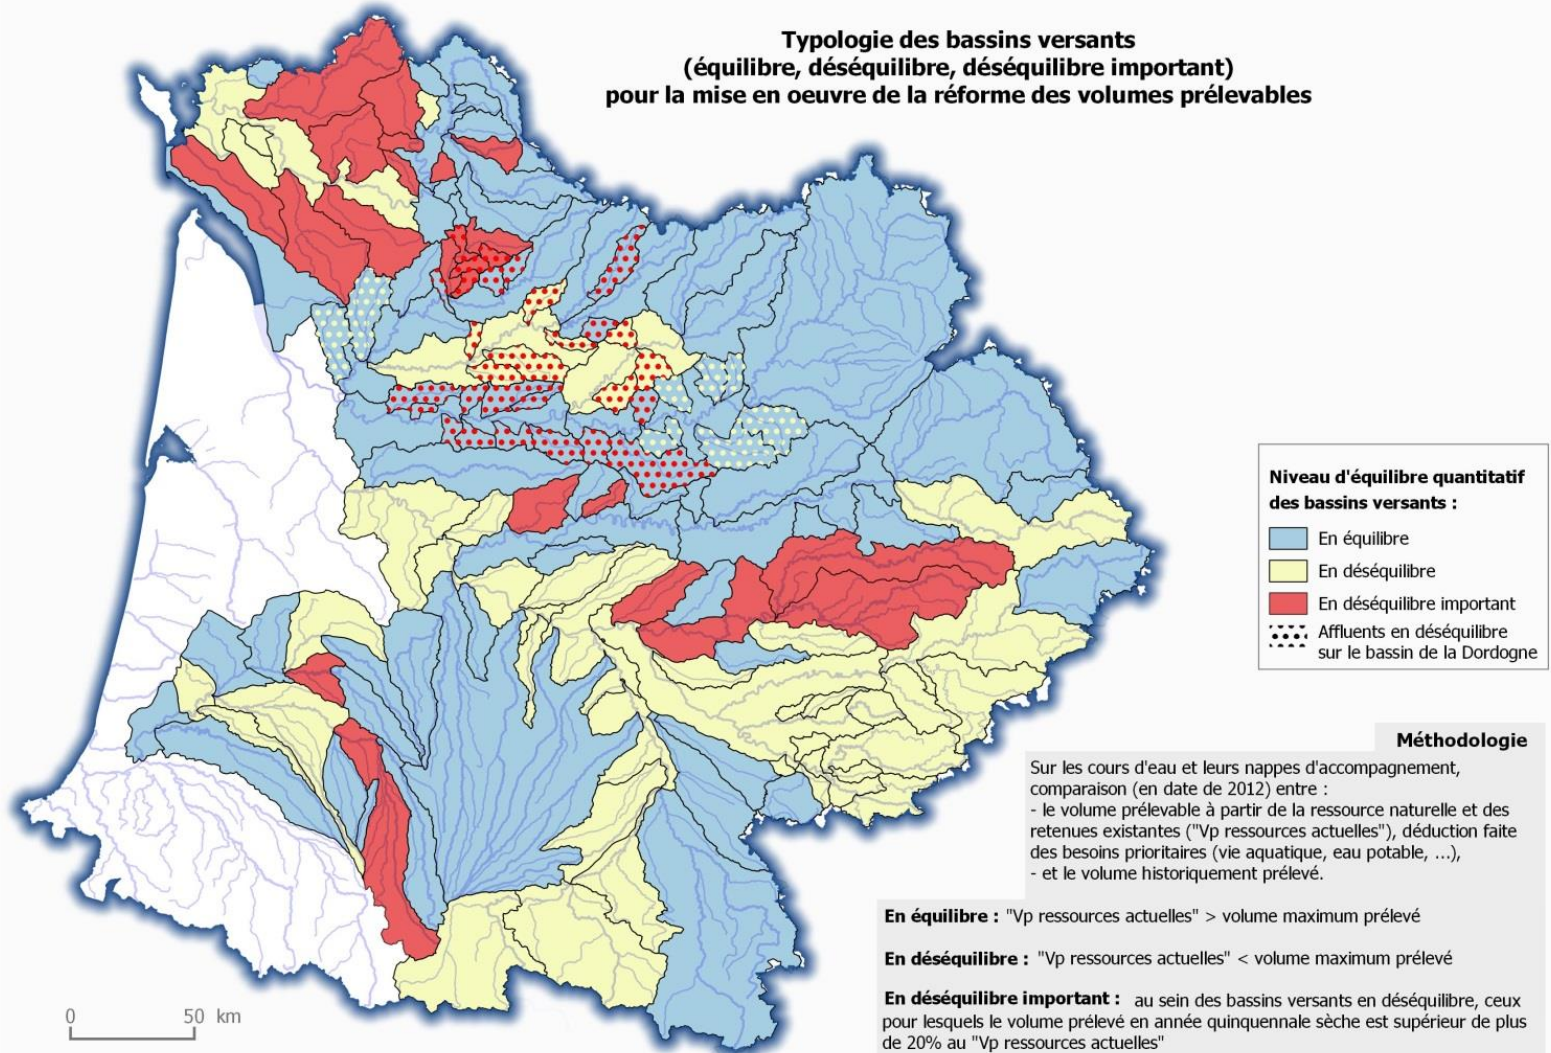 Typologie des bassins versants
(équilibre, déséquilibre, déséquilibre important)
pour la mise en oeuvre de la réforme des volumes prélevables
Niveau d'équilibre quantitatif
des bassins versants :
En équilibre
En déséquilibre
En déséquilibre important
Affluents en déséquilibre
sur le bassin de la Dordogne
Méthodologie
Sur les cours d'eau et leurs nappes d'accompagnement,
comparaison (en date de 2012) entre :
- le volume prélevable à partir de la ressource naturelle et des
retenues existantes ("Vp ressources actuelles"), déduction faite
des besoins prioritaires (vie aquatique, eau potable, ...),
- et le volume historiquement prélevé.
En équilibre : "Vp ressources actuelles" > volume maximum prélevé
En déséquilibre : "Vp ressources actuelles" < volume maximum prélevé
En déséquilibre important : au sein des bassins versants en déséquilibre, ceux
pour lesquels le volume prélevé en année quinquennale sèche est supérieur de plus
de 20% au "Vp ressources actuelles"
0 50 km